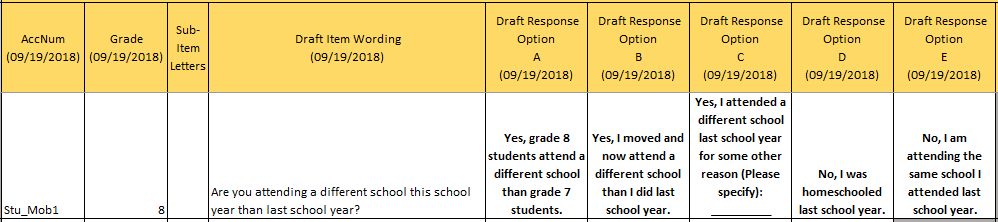 AccNum
(09/19/2018)
Grade
(09/19/2018)
Sub-
Item
Letters
Draft Item Wording
(09/19/2018)
Draft Response
Option
A
(09/19/2018)
Draft Response
Option
B
(09/19/2018)
Draft Response
Option
C
(09/19/2018)
Draft Response
Option
D
(09/19/2018)
Draft Response
Option
E
(09/19/2018)
Stu_Mob1
8
Are you attending a different school this school
year than last school year?
Yes, grade 8
students attend a
different school
than grade 7
students.
Yes, I moved and
now attend a
different school
than I did last
school year.
Yes, I attended a
different school
last school year
for some other
reason (Please
specify):
__________
No, I was
homeschooled
last school year.
No, I am
attending the
same school I
attended last
school year.